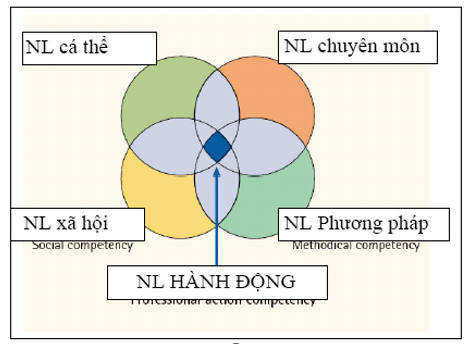 NL cá thể
NL chuyên môn
NL xã hội
NL Phương pháp
Social competency
Methodical competency
NL HÀNH ĐỘNG
Professional action competency